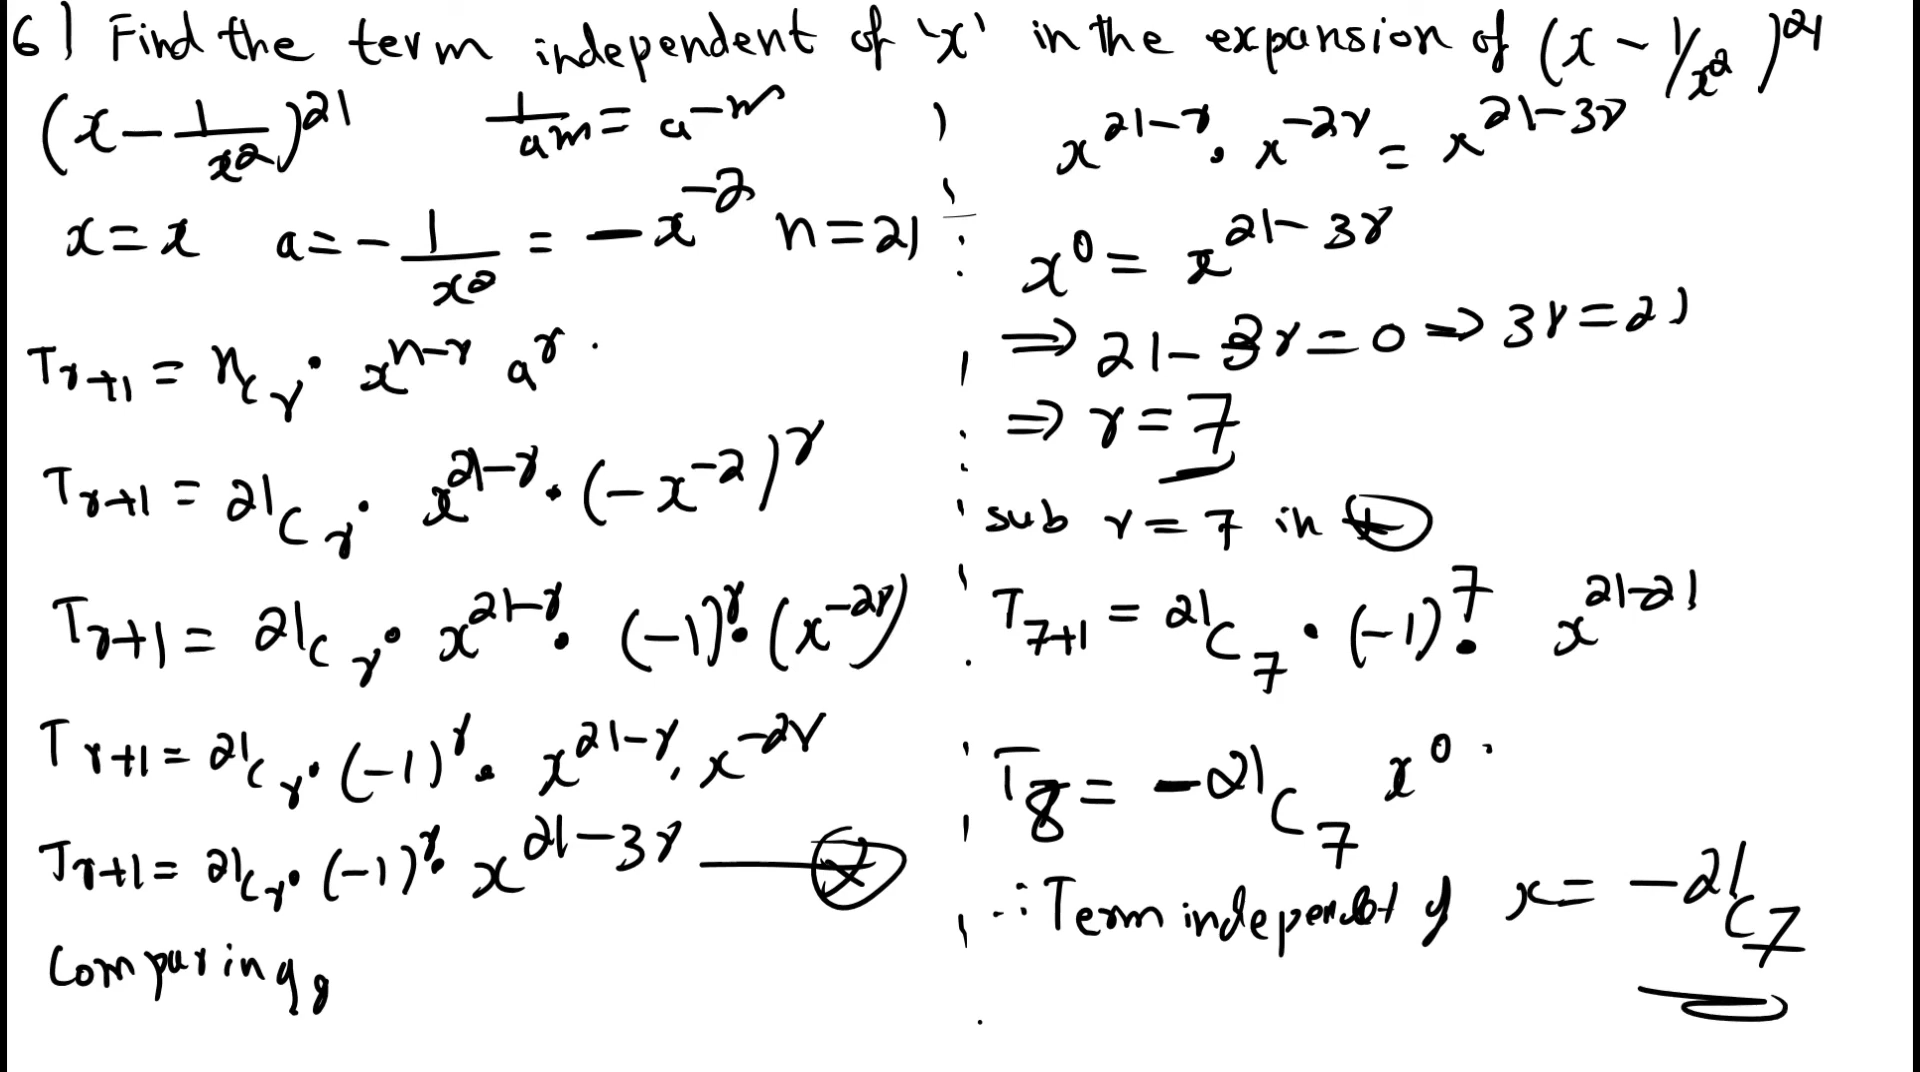 6) Find the term independent of 'x' in the expansion of (x - 1/x²)²¹
(x - 1/x²)²¹ 1/aᵐ = a⁻ᵐ
x = x a = - 1/x² = -x⁻² n = 21
Tᵣ₊₁ = nCᵣ · xⁿ⁻ʳ aʳ.
Tᵣ₊₁ = 21Cᵣ · x²¹⁻ʳ · (-x⁻²)ʳ
Tᵣ₊₁ = 21Cᵣ · x²¹⁻ʳ · (-1)ʳ · (x⁻²ʳ)
Tᵣ₊₁ = 21Cᵣ · (-1)ʳ · x²¹⁻ʳ · x⁻²ʳ
Tᵣ₊₁ = 21Cᵣ · (-1)ʳ · x²¹⁻³ʳ —— ⊛
Comparing,
x²¹⁻ʳ · x⁻²ʳ = x²¹⁻³ʳ
x⁰ = x²¹⁻³ʳ
⇒ 21 - 3r = 0 ⇒ 3r = 21
⇒ r = 7
sub r = 7 in ⊛
T₇₊₁ = 21C₇ · (-1)⁷ · x²¹⁻²¹
T₈ = -21C₇ x⁰.
∴ Term independent of x = -21C₇